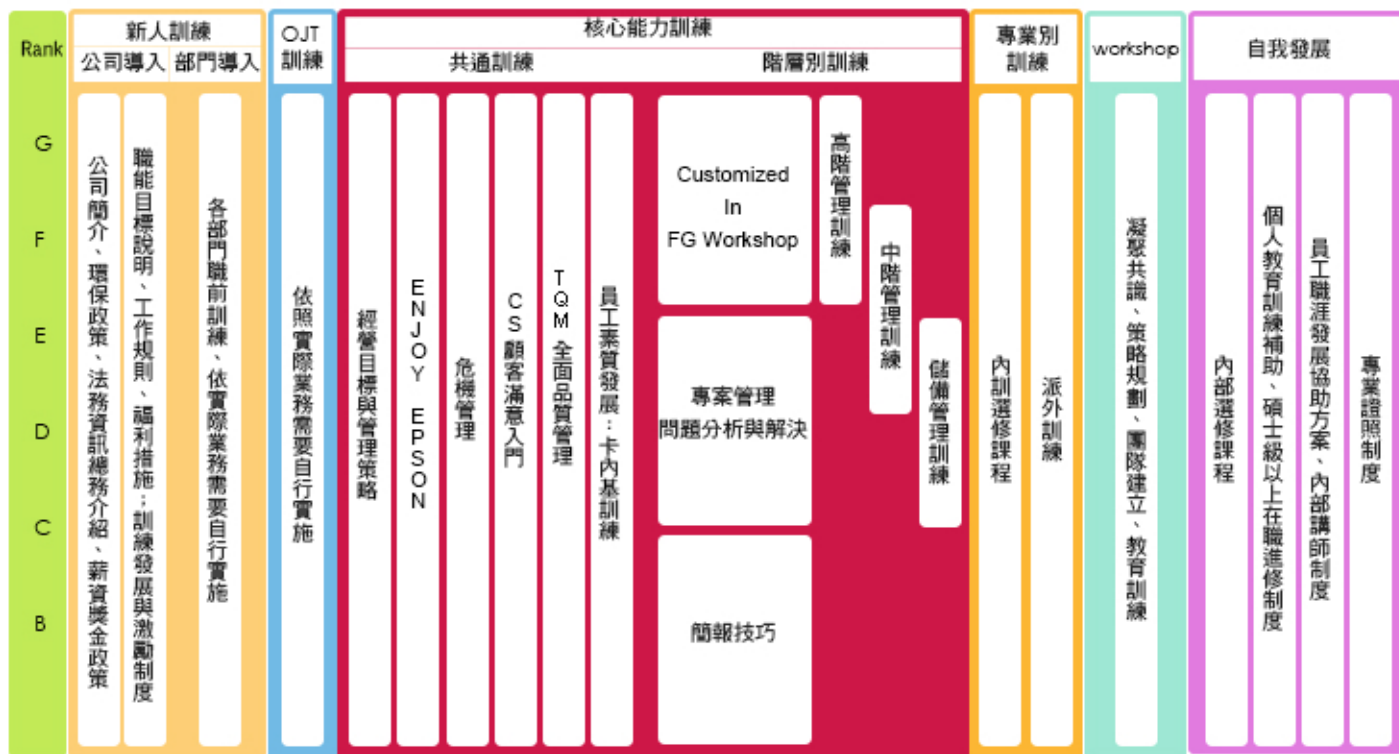 Rank
新人訓練
公司導入
部門導入
OJT
訓練
核心能力訓練
共通訓練
階層別訓練
專業別
訓練
workshop
自我發展
G
F
E
D
C
B
公司簡介、環保政策、法務資訊總務介紹、薪資獎金政策
職能目標說明、工作規則、福利措施；訓練發展與激勵制度
各部門職前訓練、依實際業務需要自行實施
依照實際業務需要自行實施
經營目標與管理策略
ENJOY EPSON
危機管理
CS 顧客滿意入門
TQM 全面品質管理
員工素質發展：卡內基訓練
Customized
In
FG Workshop
專案管理
問題分析與解決
簡報技巧
高階管理訓練
中階管理訓練
儲備管理訓練
內訓選修課程
派外訓練
凝聚共識、策略規劃、團隊建立、教育訓練
內部選修課程
個人教育訓練補助、碩士級以上在職進修制度
員工職涯發展協助方案、內部講師制度
專業證照制度